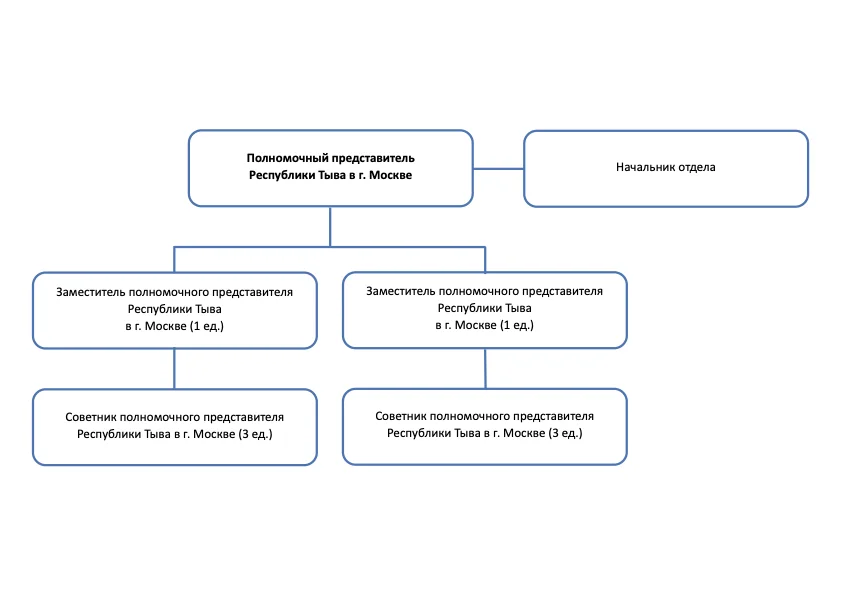 Полномочный представитель
Республики Тыва в г. Москве
Начальник отдела
Заместитель полномочного представителя
Республики Тыва
в г. Москве (1 ед.)
Заместитель полномочного представителя
Республики Тыва
в г. Москве (1 ед.)
Советник полномочного представителя
Республики Тыва в г. Москве (3 ед.)
Советник полномочного представителя
Республики Тыва в г. Москве (3 ед.)